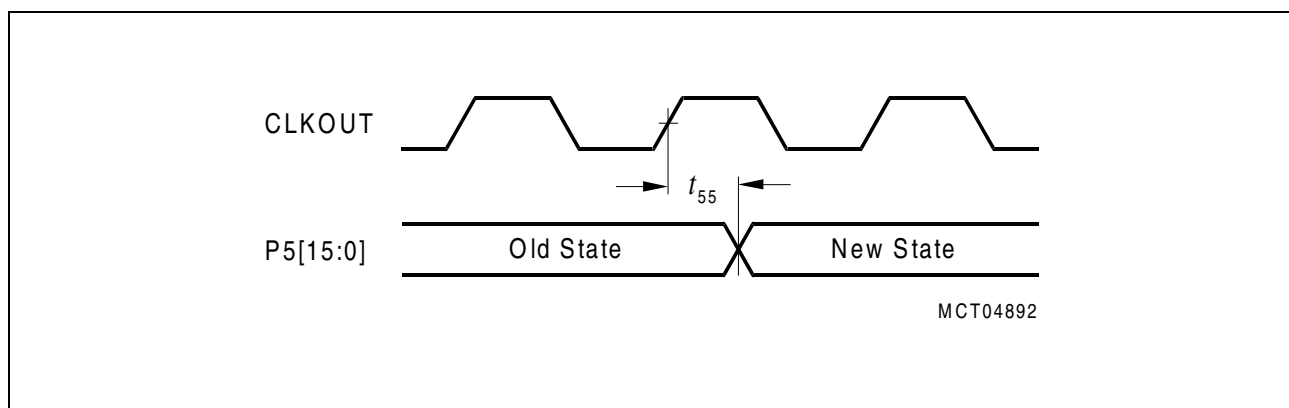 CLKOUT
t55
P5[15:0]
Old State
New State
MCT04892